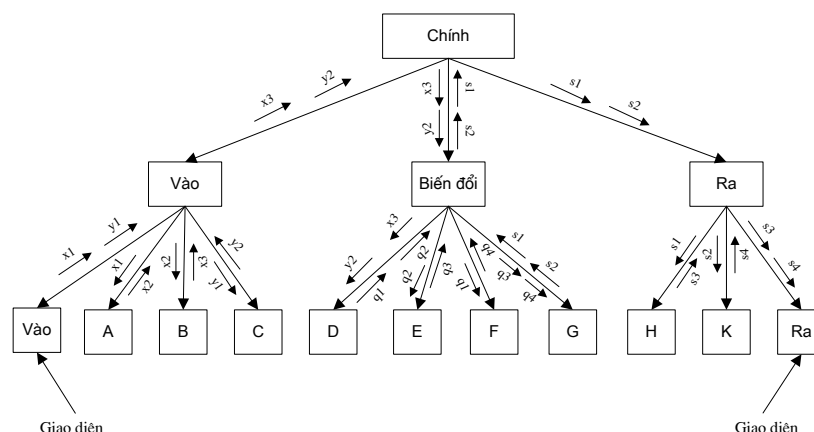 Chính
x3 y2
x3 s1
y2 s2
s1 s2
Vào
Biến đổi
Ra
x1 y1
x1 x2
x2 x3
y1 y2
x3
y2 q1
q2
q2 q3
q4
q1
s1 s2
q3 q4
s1 s3
s2 s4
s3 s4
Vào
A
B
C
D
E
F
G
H
K
Ra
Giao diện
Giao diện